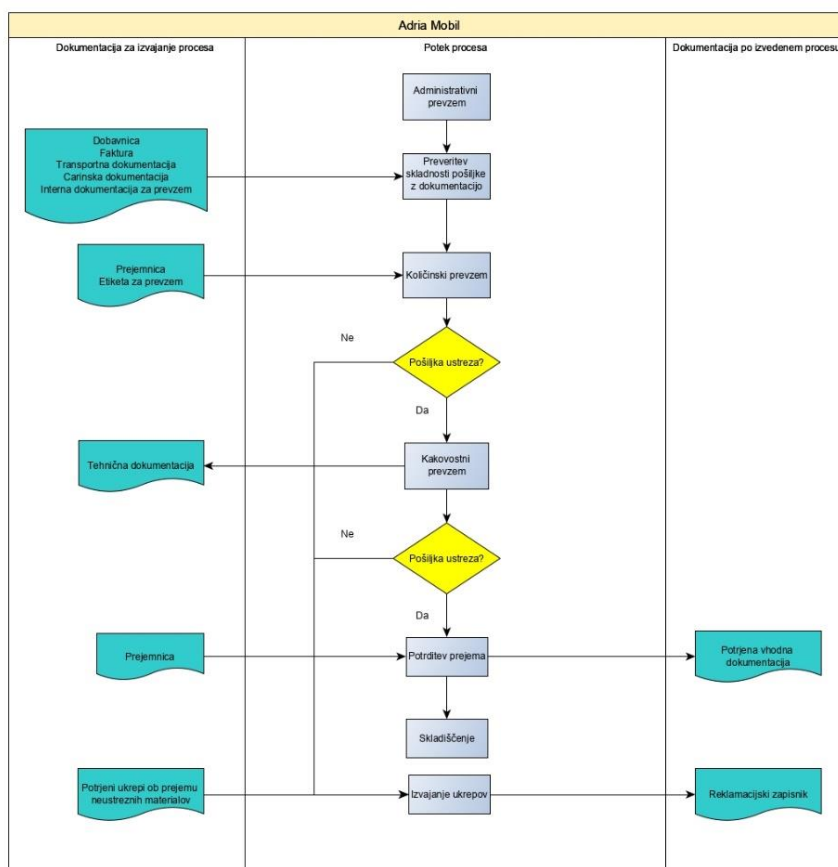 Adria Mobil
Dokumentacija za izvajanje procesa
Potek procesa
Dokumentacija po izvedenem procesu
Administrativni
prevzem
Dobavnica
Faktura
Transportna dokumentacija
Carinska dokumentacija
Interna dokumentacija za prevzem
Preveritev
skladnosti pošiljke
z dokumentacijo
Prejemnica
Etiketa za prevzem
Količinski prevzem
Ne
Pošiljka ustreza?
Da
Tehnična dokumentacija
Kakovostni
prevzem
Ne
Pošiljka ustreza?
Da
Prejemnica
Potrditev prejema
Potrjena vhodna
dokumentacija
Skladiščenje
Potrjeni ukrepi ob prejemu
neustreznih materialov
Izvajanje ukrepov
Reklamacijski zapisnik